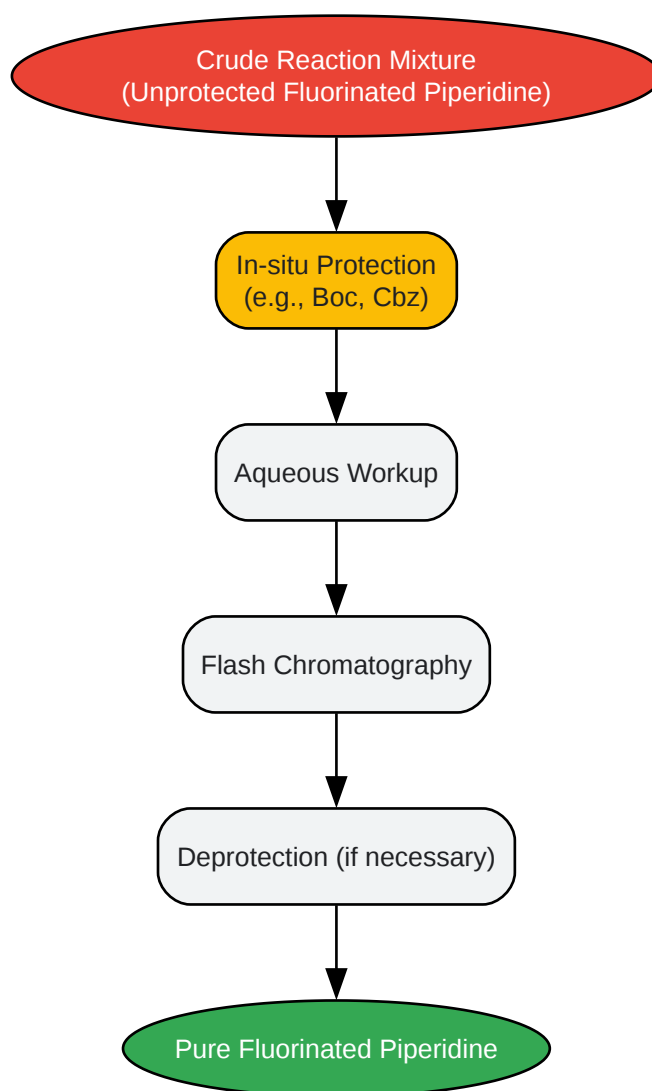 Crude Reaction Mixture
(Unprotected Fluorinated Piperidine)
In-situ Protection
(e.g., Boc, Cbz)
Aqueous Workup
Flash Chromatography
Deprotection (if necessary)
Pure Fluorinated Piperidine